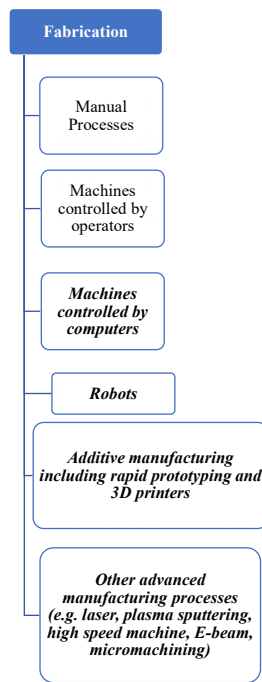 Fabrication
Manual
Processes
Machines
controlled by
operators
Machines
controlled by
computers
Robots
Additive manufacturing
including rapid prototyping and
3D printers
Other advanced
manufacturing processes
(e.g. laser, plasma sputtering,
high speed machine, E-beam,
micromachining)